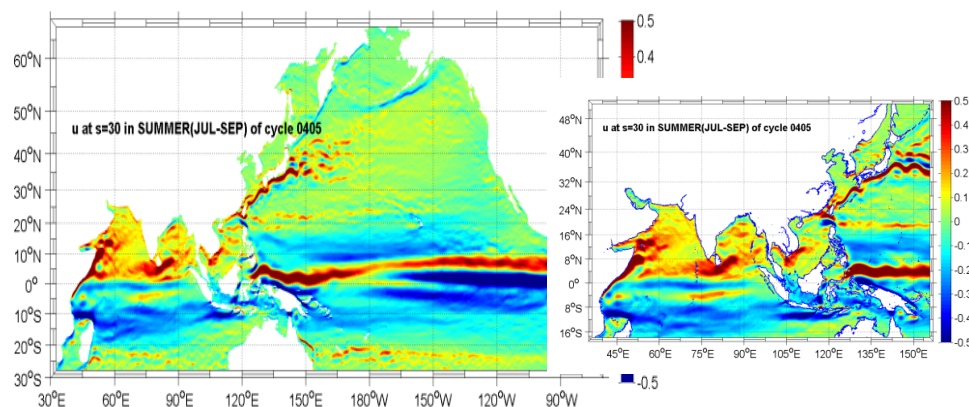 0.5
0.4
60°N
50°N
u at s=30 in SUMMER(JUL-SEP) of cycle 0405
40°N
30°N
20°N
10°N
0°
10°S
20°S
30°S
30°E 60°E 90°E 120°E 150°E 180°W 150°W 120°W 90°W
-0.5
u at s=30 in SUMMER(JUL-SEP) of cycle 0405
48°N
40°N
32°N
24°N
16°N
8°N
0°
8°S
16°S
45°E 60°E 75°E 90°E 105°E 120°E 135°E 150°E
0.5
0.4
0.3
0.2
0.1
0
-0.1
-0.2
-0.3
-0.4
-0.5